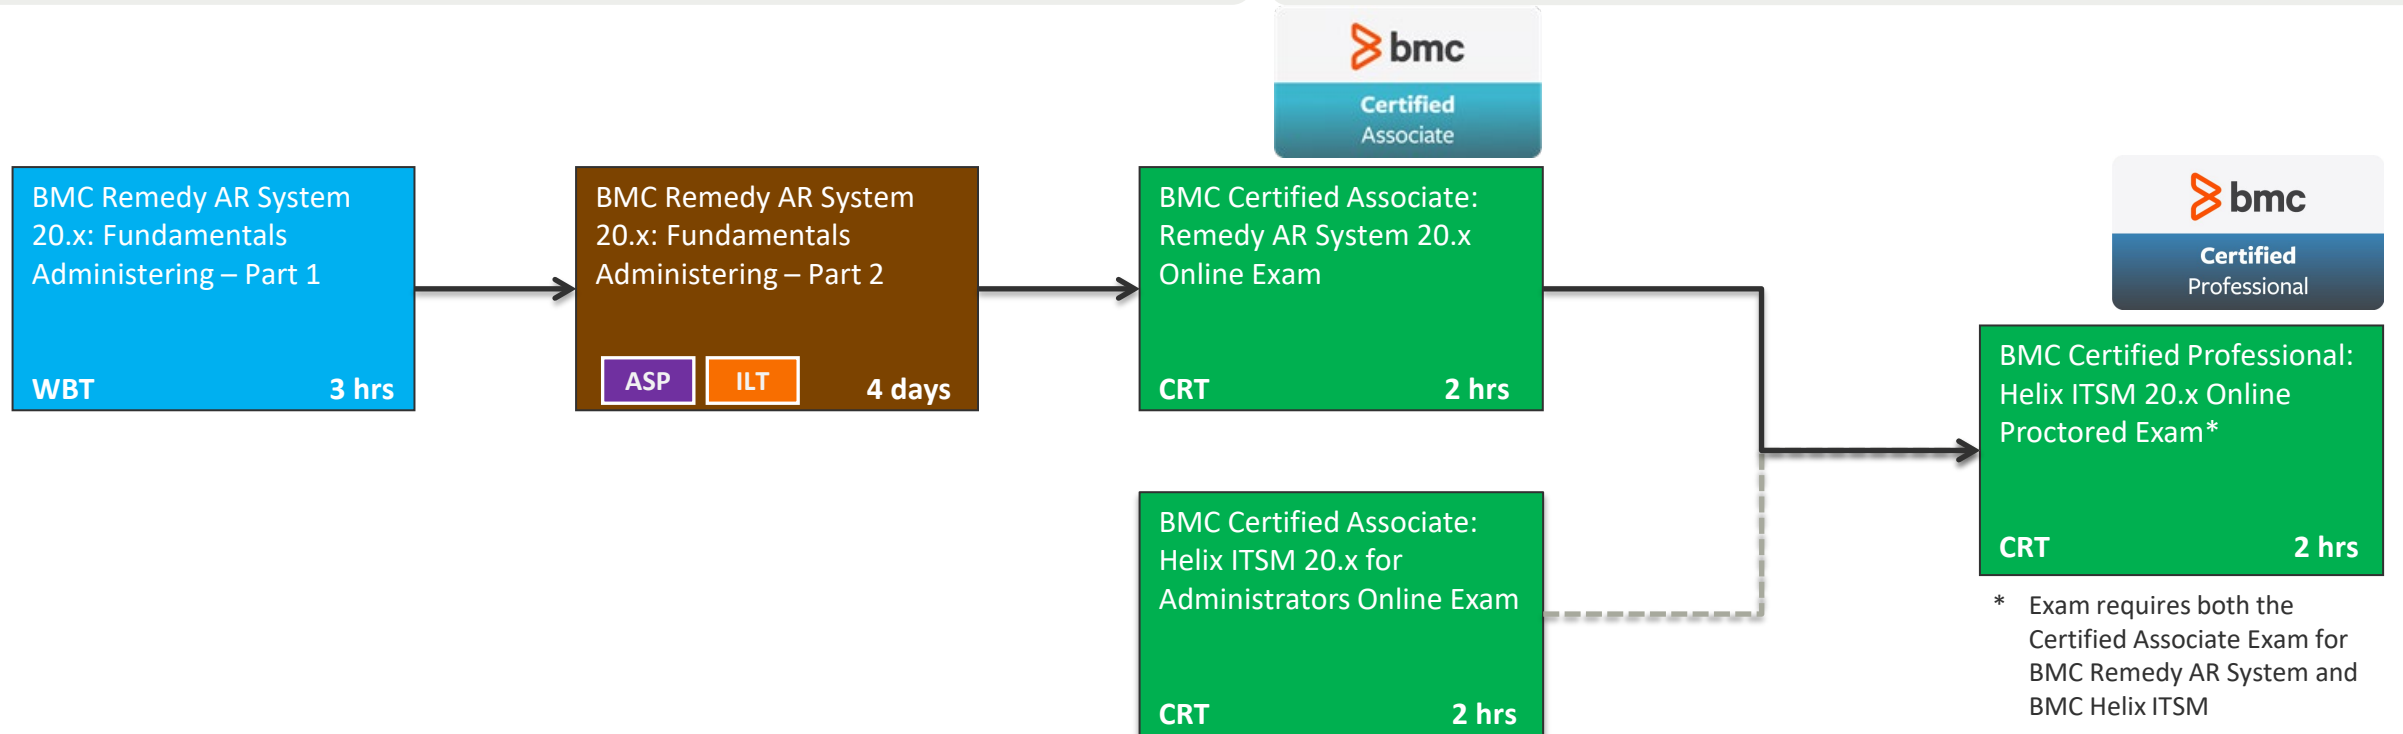 bmc
Certified
Associate
BMC Remedy AR System
20.x: Fundamentals
Administering – Part 1
WBT 3 hrs
BMC Remedy AR System
20.x: Fundamentals
Administering – Part 2
ASP ILT 4 days
BMC Certified Associate:
Remedy AR System 20.x
Online Exam
CRT 2 hrs
bmc
Certified
Professional
BMC Certified Professional:
Helix ITSM 20.x Online
Proctored Exam*
CRT 2 hrs
BMC Certified Associate:
Helix ITSM 20.x for
Administrators Online Exam
CRT 2 hrs
* Exam requires both the
Certified Associate Exam for
BMC Remedy AR System and
BMC Helix ITSM